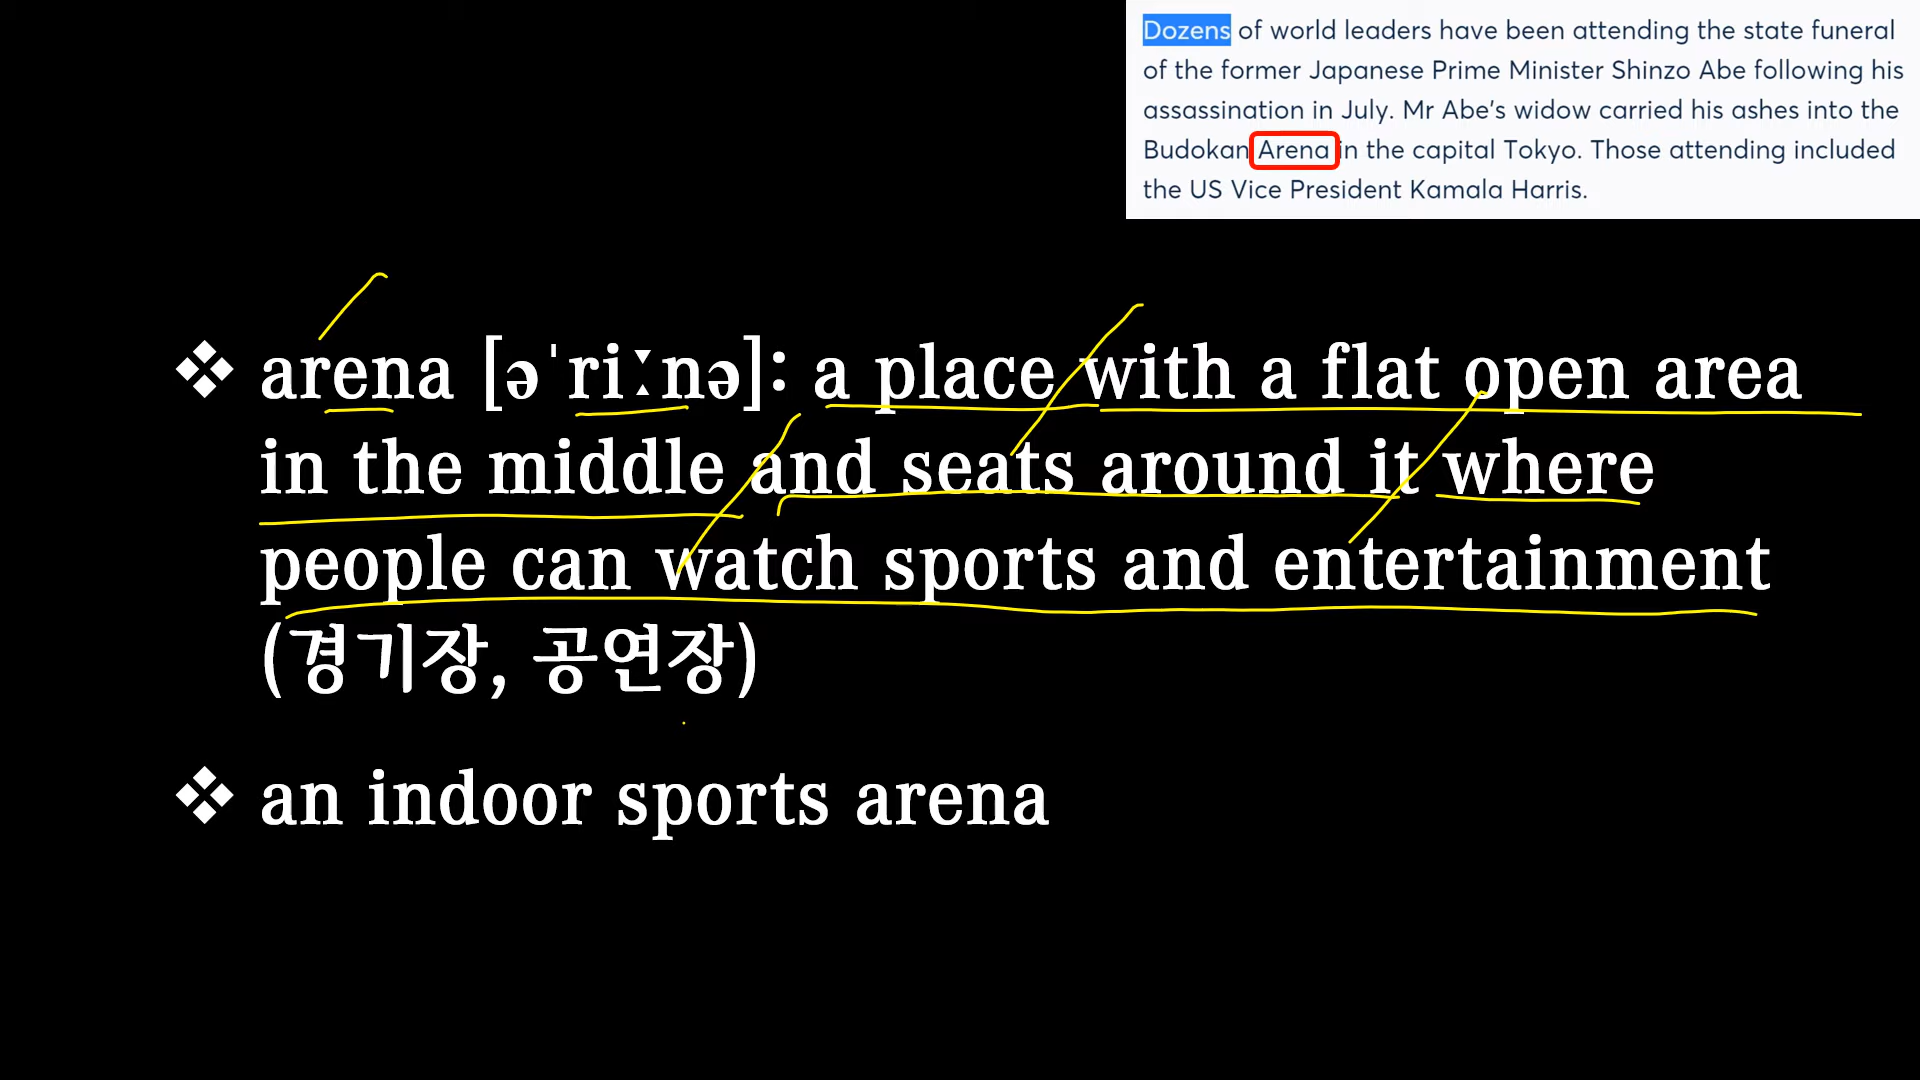 Dozens of world leaders have been attending the state funeral
of the former Japanese Prime Minister Shinzo Abe following his
assassination in July. Mr Abe's widow carried his ashes into the
Budokan Arena in the capital Tokyo. Those attending included
the US Vice President Kamala Harris.
❖ arena [əˈriːnə]: a place with a flat open area
in the middle and seats around it where
people can watch sports and entertainment
(경기장, 공연장)
❖ an indoor sports arena